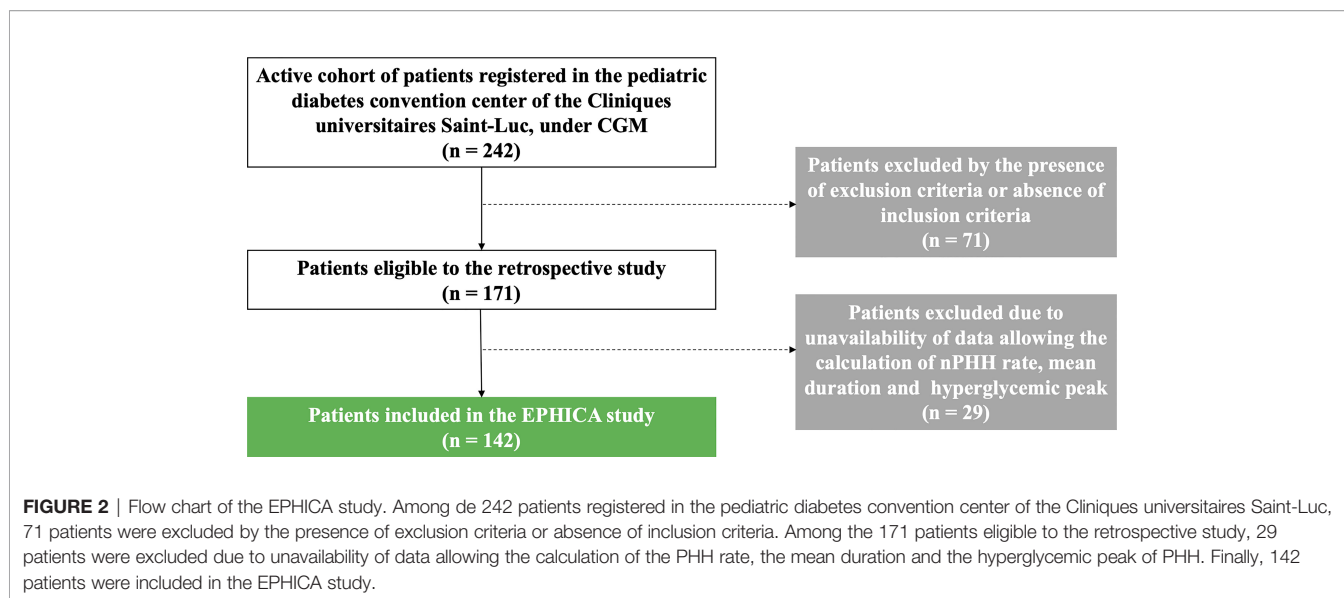 Active cohort of patients registered in the pediatric
diabetes convention center of the Cliniques
universitaires Saint-Luc, under CGM
(n = 242)
Patients excluded by the presence
of exclusion criteria or absence of
inclusion criteria
(n = 71)
Patients eligible to the retrospective study
(n = 171)
Patients excluded due to
unavailability of data allowing the
calculation of nPHH rate, mean
duration and hyperglycemic peak
(n = 29)
Patients included in the EPHICA study
(n = 142)
FIGURE 2 | Flow chart of the EPHICA study. Among de 242 patients registered in the pediatric diabetes convention center of the Cliniques universitaires Saint-Luc,
71 patients were excluded by the presence of exclusion criteria or absence of inclusion criteria. Among the 171 patients eligible to the retrospective study, 29
patients were excluded due to unavailability of data allowing the calculation of the PHH rate, the mean duration and the hyperglycemic peak of PHH. Finally, 142
patients were included in the EPHICA study.